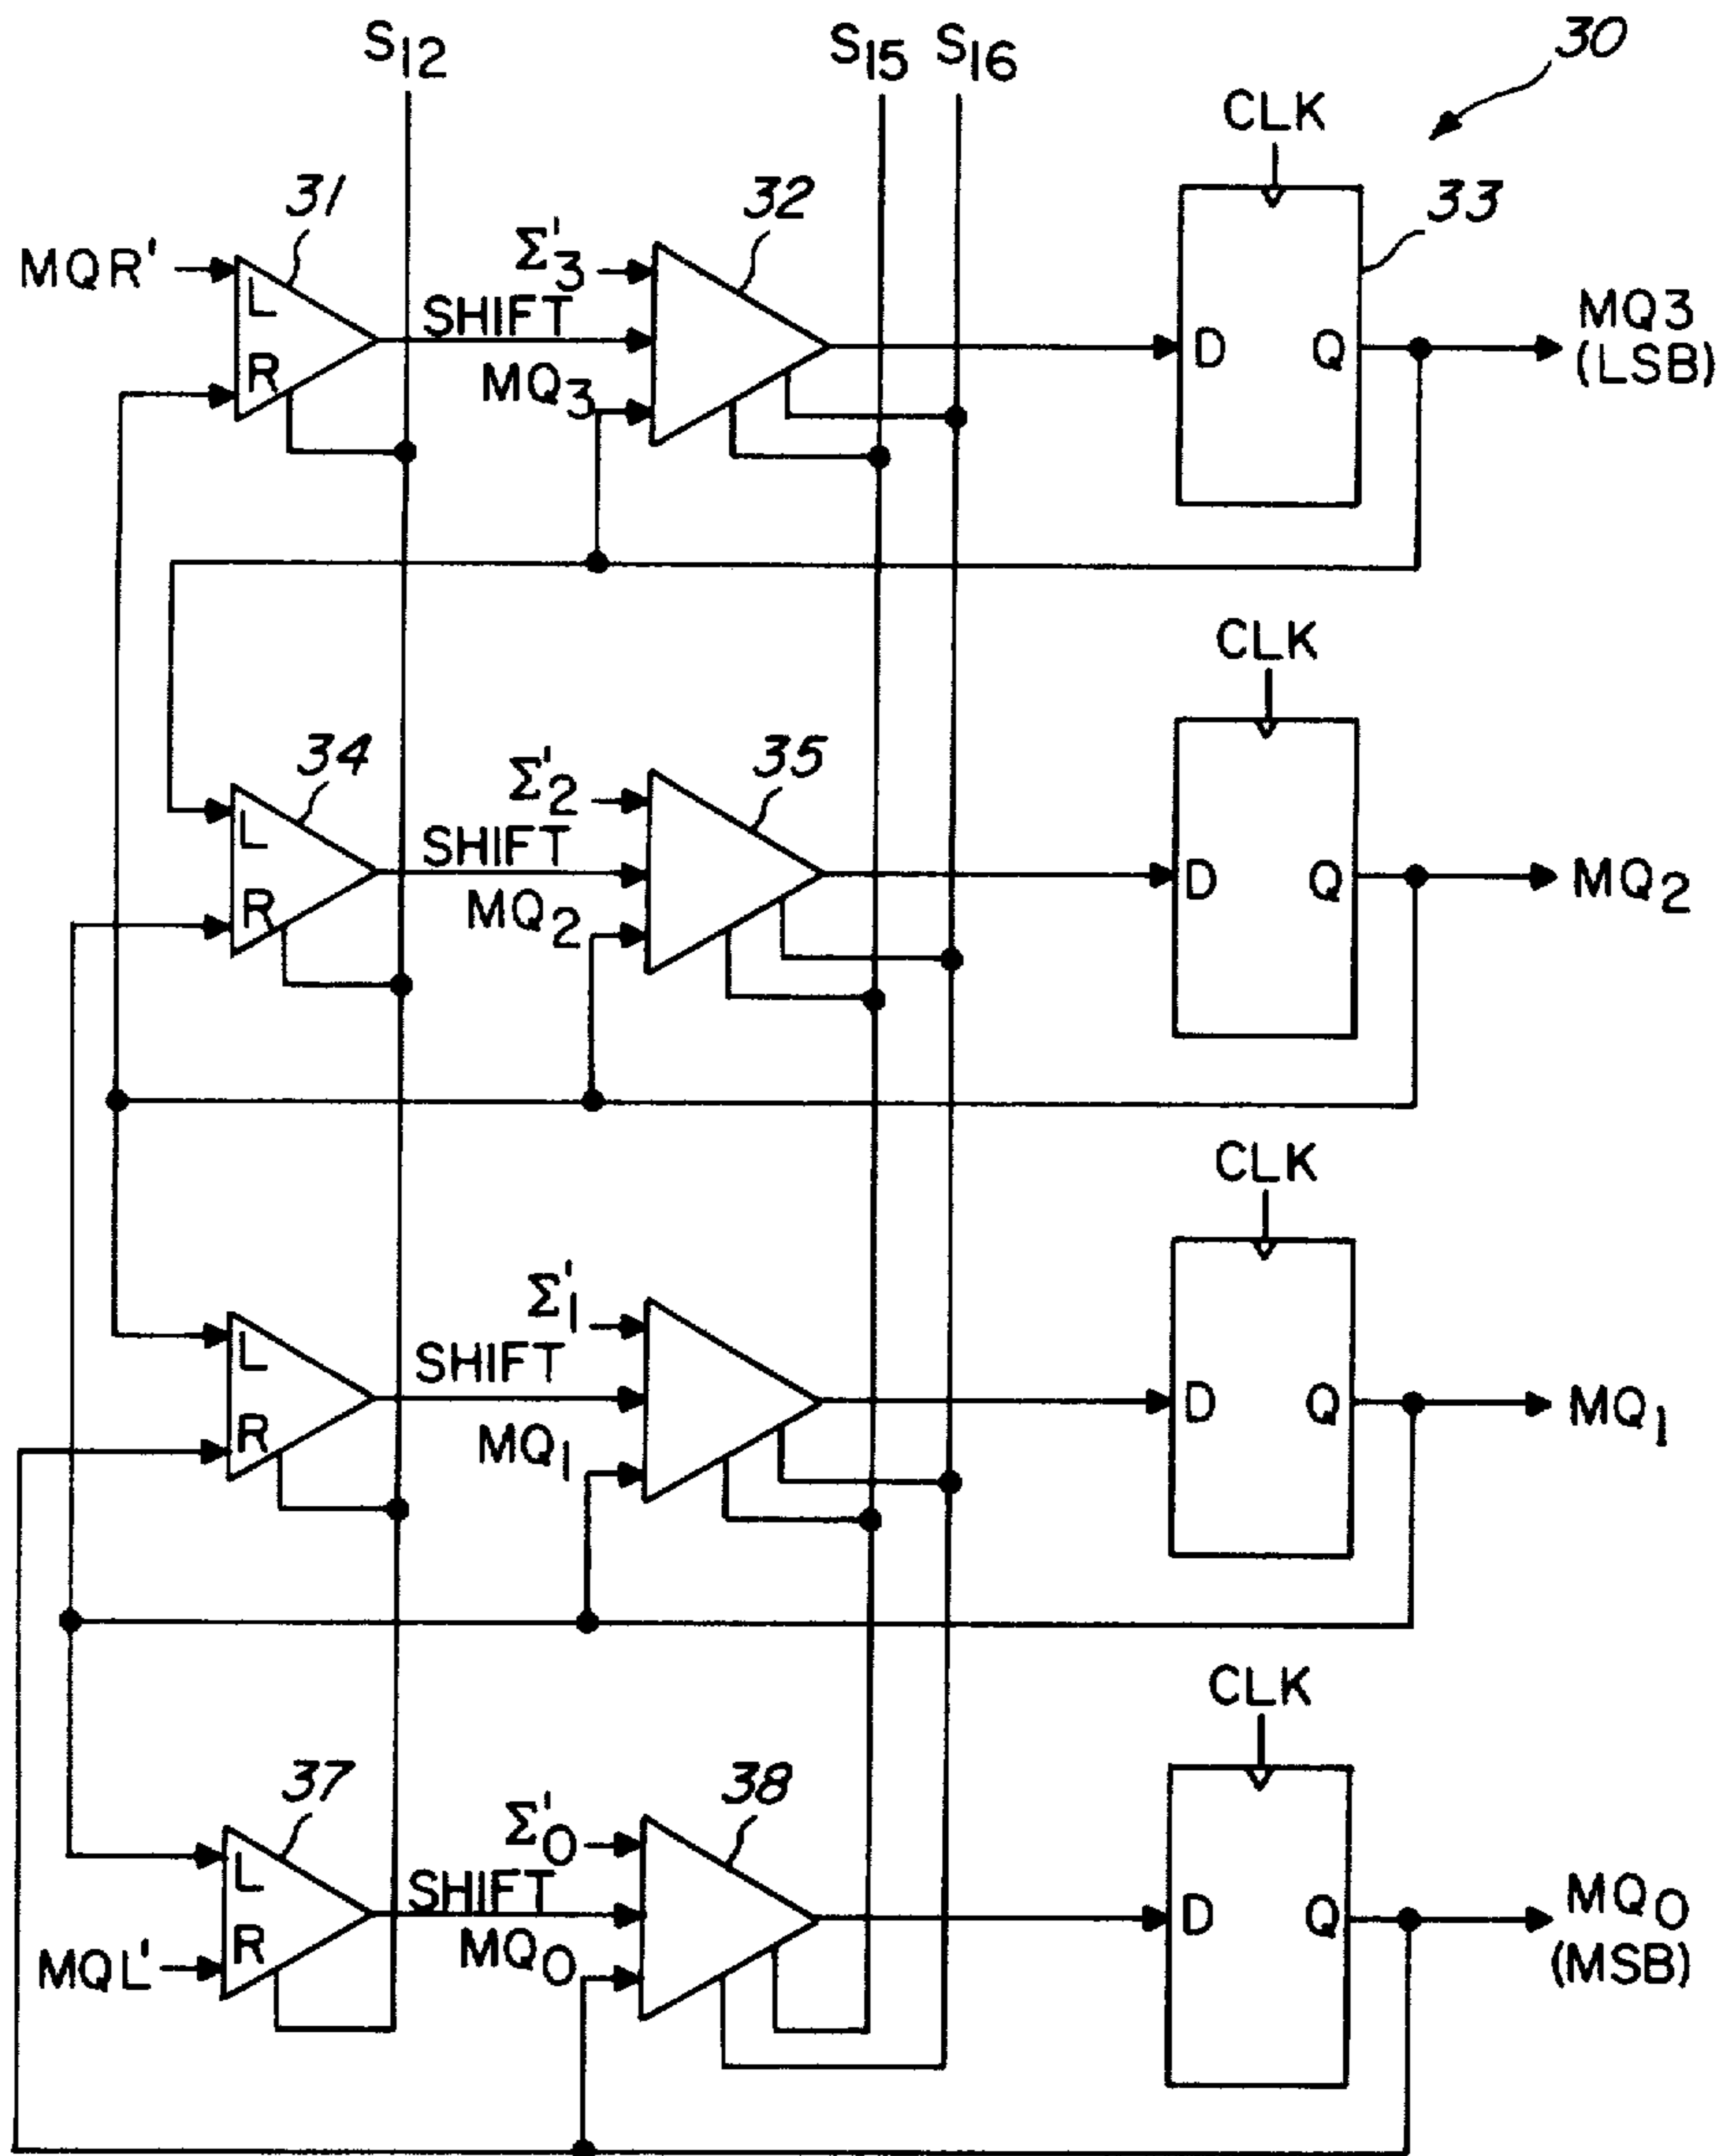 S12 S15 S16 30
CLK
33
31 32
MQR' Σ'3
L SHIFT MQ3
R MQ3 D Q (LSB)
CLK
34 Σ'2 35
L SHIFT
R MQ2 D Q MQ2
CLK
Σ'1
L SHIFT
R MQ1 D Q MQ1
CLK
37 Σ'0 38
L SHIFT MQ0
MQL' R MQ0 D Q (MSB)